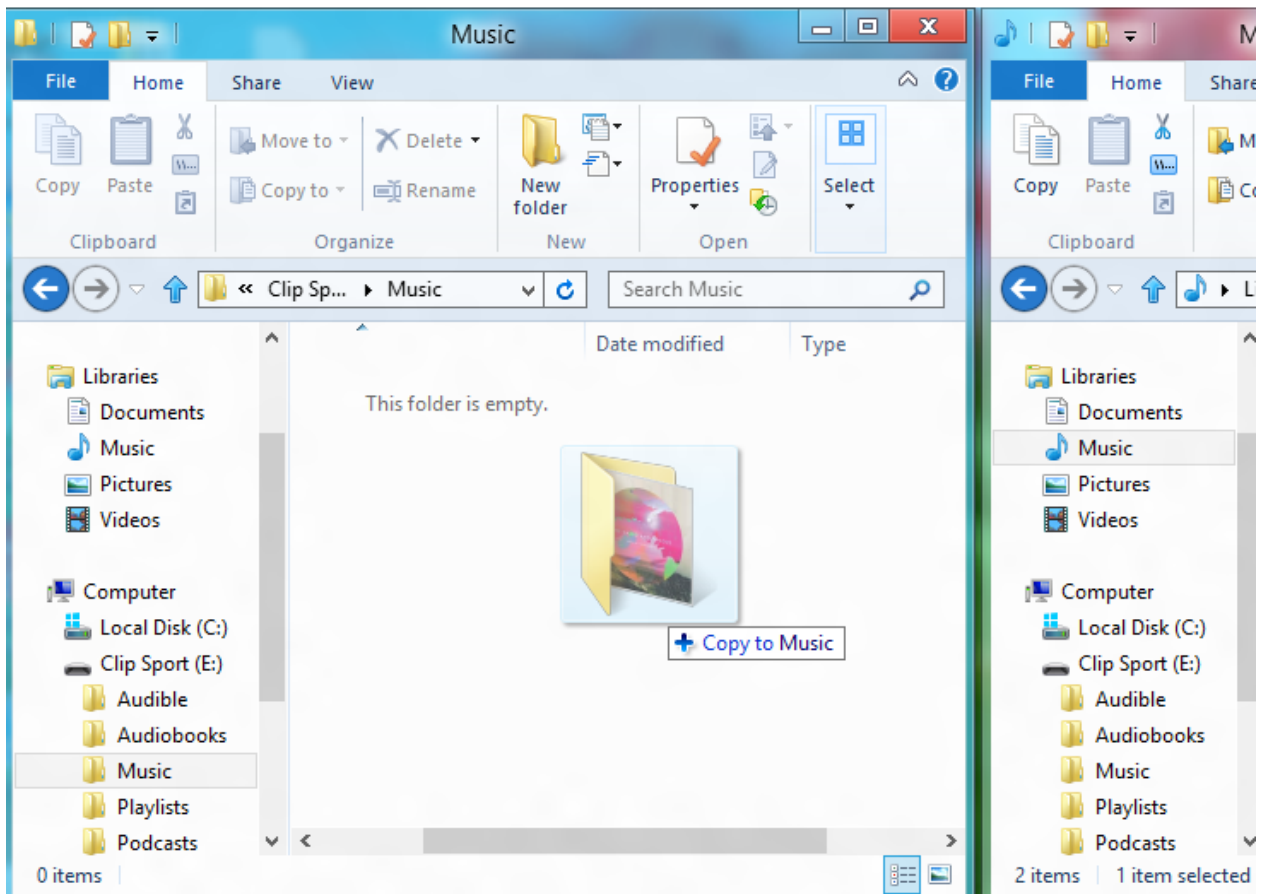 Music
File Home Share View
Copy Paste
Move to Delete
Copy to Rename
New folder
Properties
Select
Clipboard Organize New Open
« Clip Sp... Music
Search Music
Date modified Type
This folder is empty.
Copy to Music
Libraries
Documents
Music
Pictures
Videos
Computer
Local Disk (C:)
Clip Sport (E:)
Audible
Audiobooks
Music
Playlists
Podcasts
0 items
M
File Home Share
Copy Paste
M
Co
Clipboard
Li
Libraries
Documents
Music
Pictures
Videos
Computer
Local Disk (C:)
Clip Sport (E:)
Audible
Audiobooks
Music
Playlists
Podcasts
2 items 1 item selected